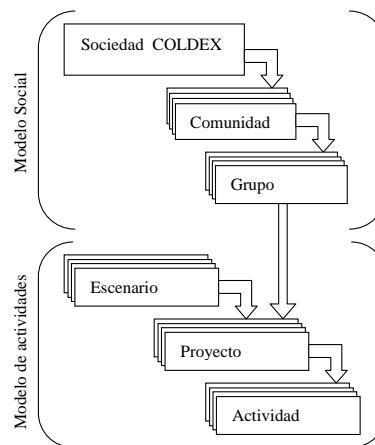 Modelo Social
Sociedad COLDEX
Comunidad
Grupo
Modelo de actividades
Escenario
Proyecto
Actividad